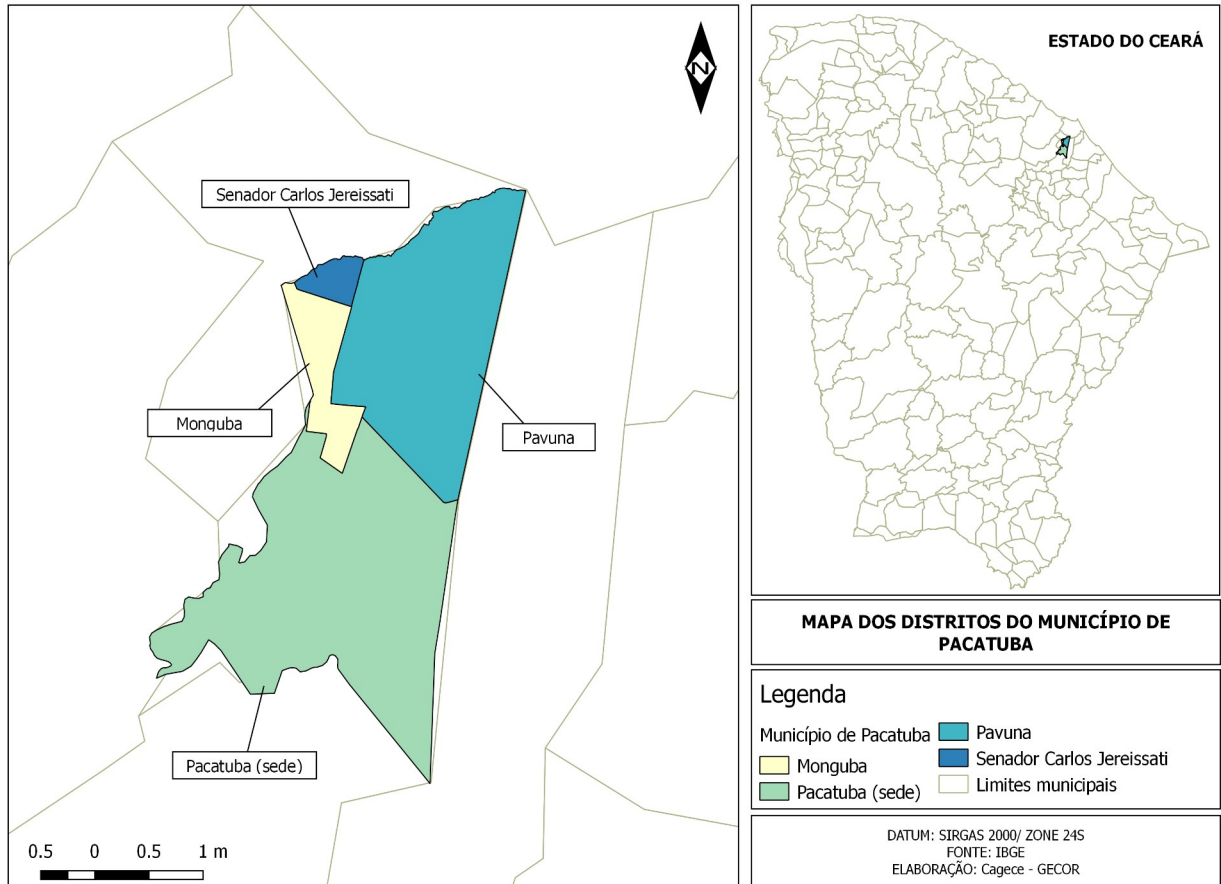 N
Senador Carlos Jereissati
Monguba
Pavuna
Pacatuba (sede)
0.5 0 0.5 1 m
ESTADO DO CEARÁ
MAPA DOS DISTRITOS DO MUNICÍPIO DE
PACATUBA
Legenda
Município de Pacatuba
Monguba
Pacatuba (sede)
Pavuna
Senador Carlos Jereissati
Limites municipais
DATUM: SIRGAS 2000/ ZONE 24S
FONTE: IBGE
ELABORAÇÃO: Cagece - GECOR